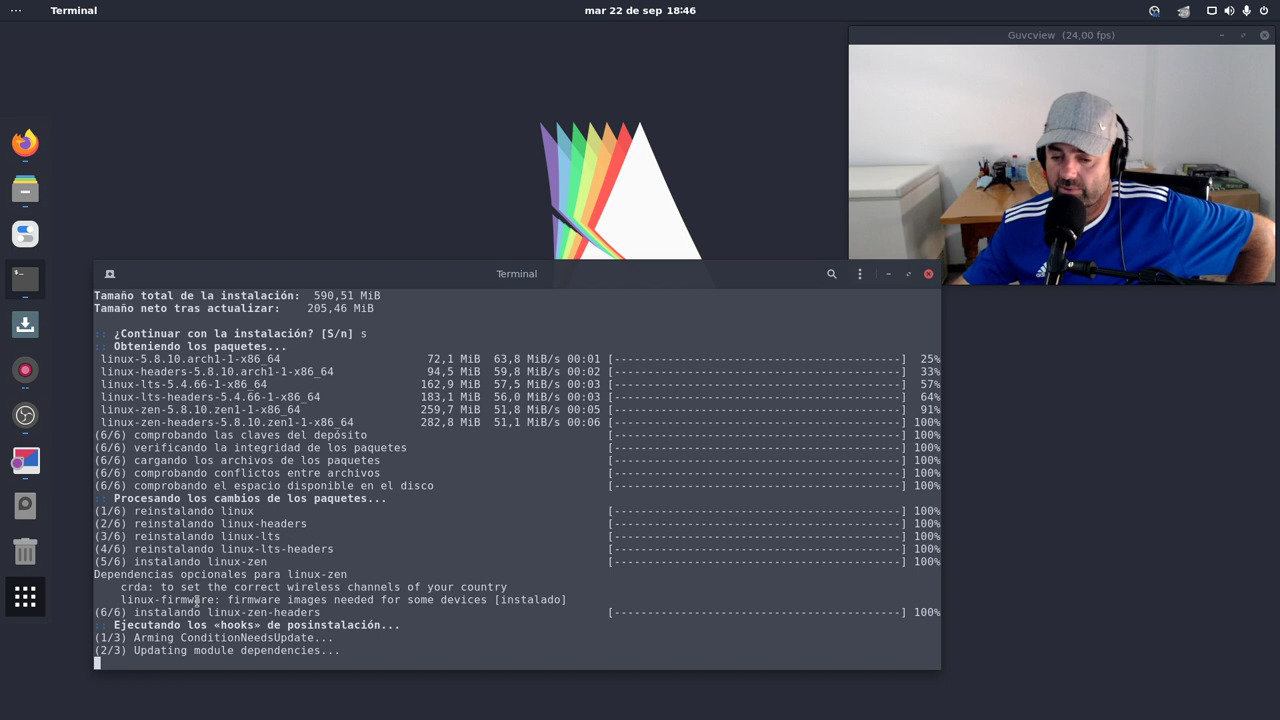 Terminal
mar 22 de sep 18:46
Guvcview (24,00 fps)
Terminal
Tamaño total de la instalación:  590,51 MiB
Tamaño neto tras actualizar:    205,46 MiB
:: ¿Continuar con la instalación? [S/n] s
:: Obteniendo los paquetes...
linux-5.8.10.arch1-1-x86_64 72,1 MiB 63,8 MiB/s 00:01 [-------------------------------------------] 25%
linux-headers-5.8.10.arch1-1-x86_64 94,5 MiB 59,8 MiB/s 00:02 [-------------------------------------------] 33%
linux-lts-5.4.66-1-x86_64 162,9 MiB 57,5 MiB/s 00:03 [-------------------------------------------] 57%
linux-lts-headers-5.4.66-1-x86_64 183,1 MiB 56,0 MiB/s 00:03 [-------------------------------------------] 64%
linux-zen-5.8.10.zen1-1-x86_64 259,7 MiB 51,8 MiB/s 00:05 [-------------------------------------------] 91%
linux-zen-headers-5.8.10.zen1-1-x86_64 282,8 MiB 51,1 MiB/s 00:06 [-------------------------------------------] 100%
(6/6) comprobando las claves del depósito [-------------------------------------------] 100%
(6/6) verificando la integridad de los paquetes [-------------------------------------------] 100%
(6/6) cargando los archivos de los paquetes [-------------------------------------------] 100%
(6/6) comprobando conflictos entre archivos [-------------------------------------------] 100%
(6/6) comprobando el espacio disponible en el disco [-------------------------------------------] 100%
:: Procesando los cambios de los paquetes...
(1/6) reinstalando linux [-------------------------------------------] 100%
(2/6) reinstalando linux-headers [-------------------------------------------] 100%
(3/6) reinstalando linux-lts [-------------------------------------------] 100%
(4/6) reinstalando linux-lts-headers [-------------------------------------------] 100%
(5/6) instalando linux-zen [-------------------------------------------] 100%
Dependencias opcionales para linux-zen
crda: to set the correct wireless channels of your country
linux-firmware: firmware images needed for some devices [instalado]
(6/6) instalando linux-zen-headers [-------------------------------------------] 100%
:: Ejecutando los «hooks» de posinstalación...
(1/3) Arming ConditionNeedsUpdate...
(2/3) Updating module dependencies...